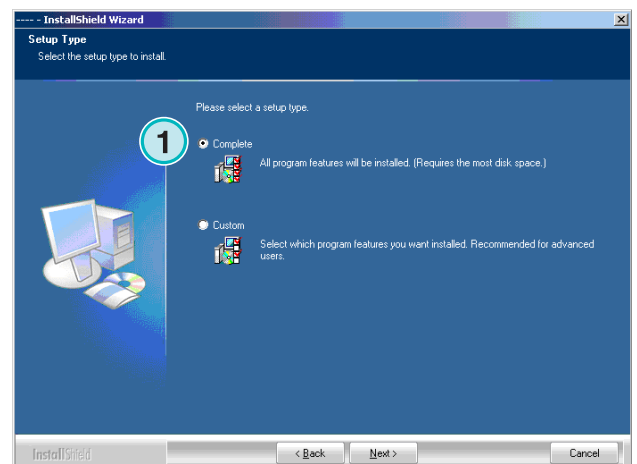 ---- - InstallShield Wizard
Setup Type
Select the setup type to install.
Please select a setup type.
1
Complete
All program features will be installed. (Requires the most disk space.)
Custom
Select which program features you want installed. Recommended for advanced
users.
InstallShield
< Back
Next >
Cancel